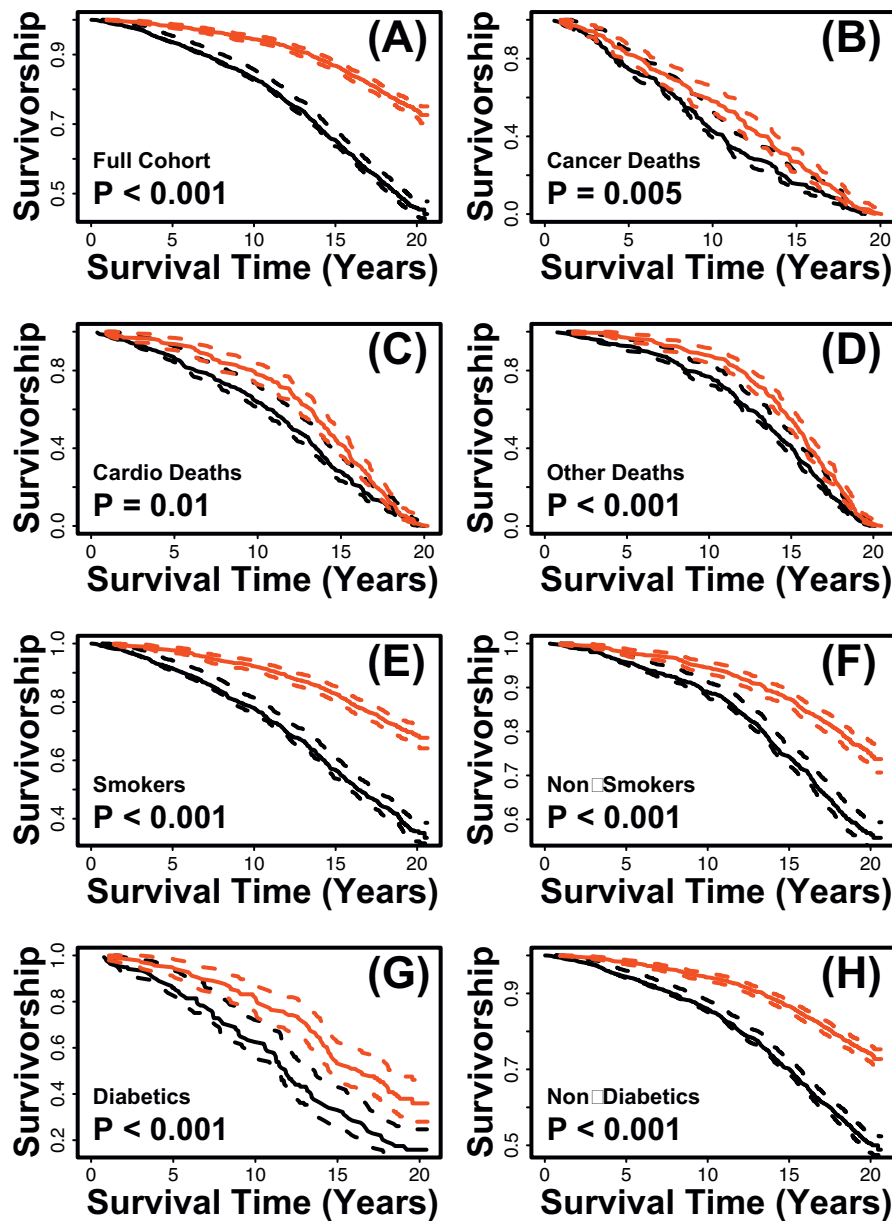 (A)
Survivorship
0.5 0.7 0.9
Full Cohort
P < 0.001
0 5 10 15 20
Survival Time (Years)
(B)
Survivorship
0.0 0.4 0.8
Cancer Deaths
P = 0.005
0 5 10 15 20
Survival Time (Years)
(C)
Survivorship
0.0 0.4 0.8
Cardio Deaths
P = 0.01
0 5 10 15 20
Survival Time (Years)
(D)
Survivorship
0.0 0.4 0.8
Other Deaths
P < 0.001
0 5 10 15 20
Survival Time (Years)
(E)
Survivorship
0.4 0.6 0.8 1.0
Smokers
P < 0.001
0 5 10 15 20
Survival Time (Years)
(F)
Survivorship
0.6 0.7 0.8 0.9 1.0
Non□Smokers
P < 0.001
0 5 10 15 20
Survival Time (Years)
(G)
Survivorship
0.2 0.4 0.6 0.8 1.0
Diabetics
P < 0.001
0 5 10 15 20
Survival Time (Years)
(H)
Survivorship
0.5 0.7 0.9
Non□Diabetics
P < 0.001
0 5 10 15 20
Survival Time (Years)